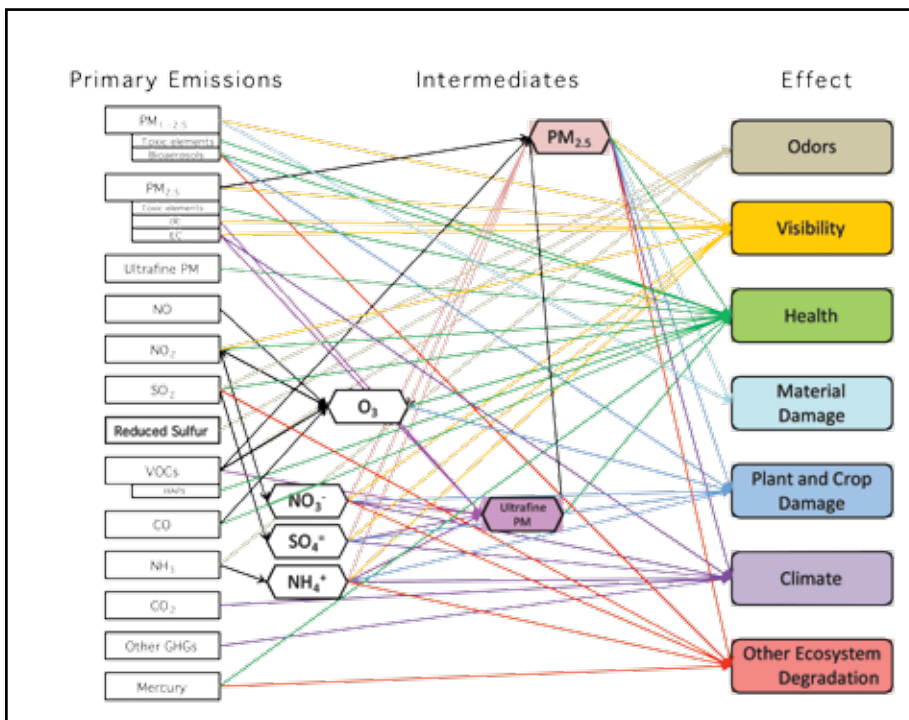 Primary Emissions
Intermediates
Effect
PM
Toxic elements
Bioaerosols
PM₂.₅
Toxic elements
EC
Ultrafine PM
NO
NO₂
SO₂
Reduced Sulfur
VOCs
HAPs
CO
NH₃
CO₂
Other GHGs
Mercury
PM₂.₅
O₃
NO₃⁻
SO₄⁼
NH₄⁺
Ultrafine
PM
Odors
Visibility
Health
Material
Damage
Plant and Crop
Damage
Climate
Other Ecosystem
Degradation